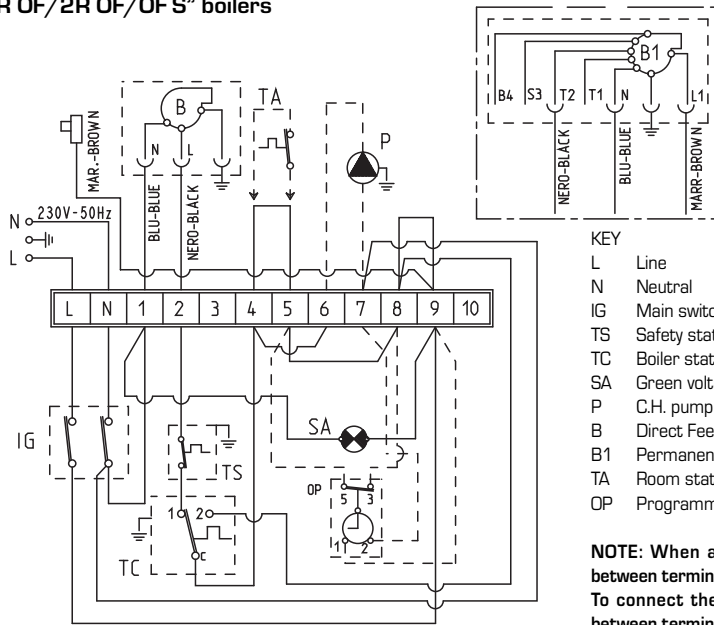 R OF/2R OF/OF S" boilers
B1
B4 S3 T2 T1 N L1
NERO-BLACK
BLU-BLUE
MARR-BROWN
B
N L
TA
P
MAR.-BROWN
BLU-BLUE
NERO-BLACK
N 230V-50Hz
L
L N 1 2 3 4 5 6 7 8 9 10
IG
TS
SA
OP
5 3
1 2
1 2
C
TC
KEY
L Line
N Neutral
IG Main switc
TS Safety stat
TC Boiler stat
SA Green volt
P C.H. pump
B Direct Fee
B1 Permanen
TA Room stat
OP Programm
NOTE: When a
between termin
To connect the
between termin